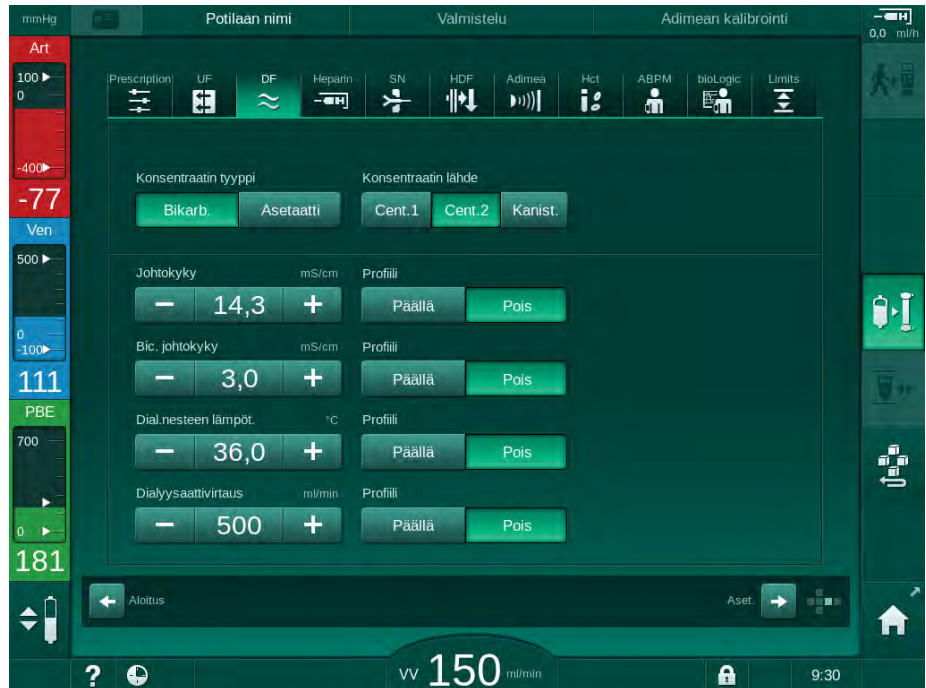 mmHg Potilaan nimi Valmistelu Adimean kalibrointi
0,0 ml/h
Art
100
0
-400
-77
Ven
500
0
-100
111
PBE
700
0
181
Prescription UF DF Heparin SN HDF Adimea Hct ABPM bioLogic Limits
Konsentraatin tyyppi Konsentraatin lähde
Bikarb. Asetaatti Cent.1 Cent.2 Kanist.
Johtokyky mS/cm Profiili
− 14,3 + Päällä Pois
Bic. johtokyky mS/cm Profiili
− 3,0 + Päällä Pois
Dial.nesteen lämpöt. °C Profiili
− 36,0 + Päällä Pois
Dialyysaattivirtaus ml/min Profiili
− 500 + Päällä Pois
Aloitus Aset.
? VV 150 ml/min 9:30